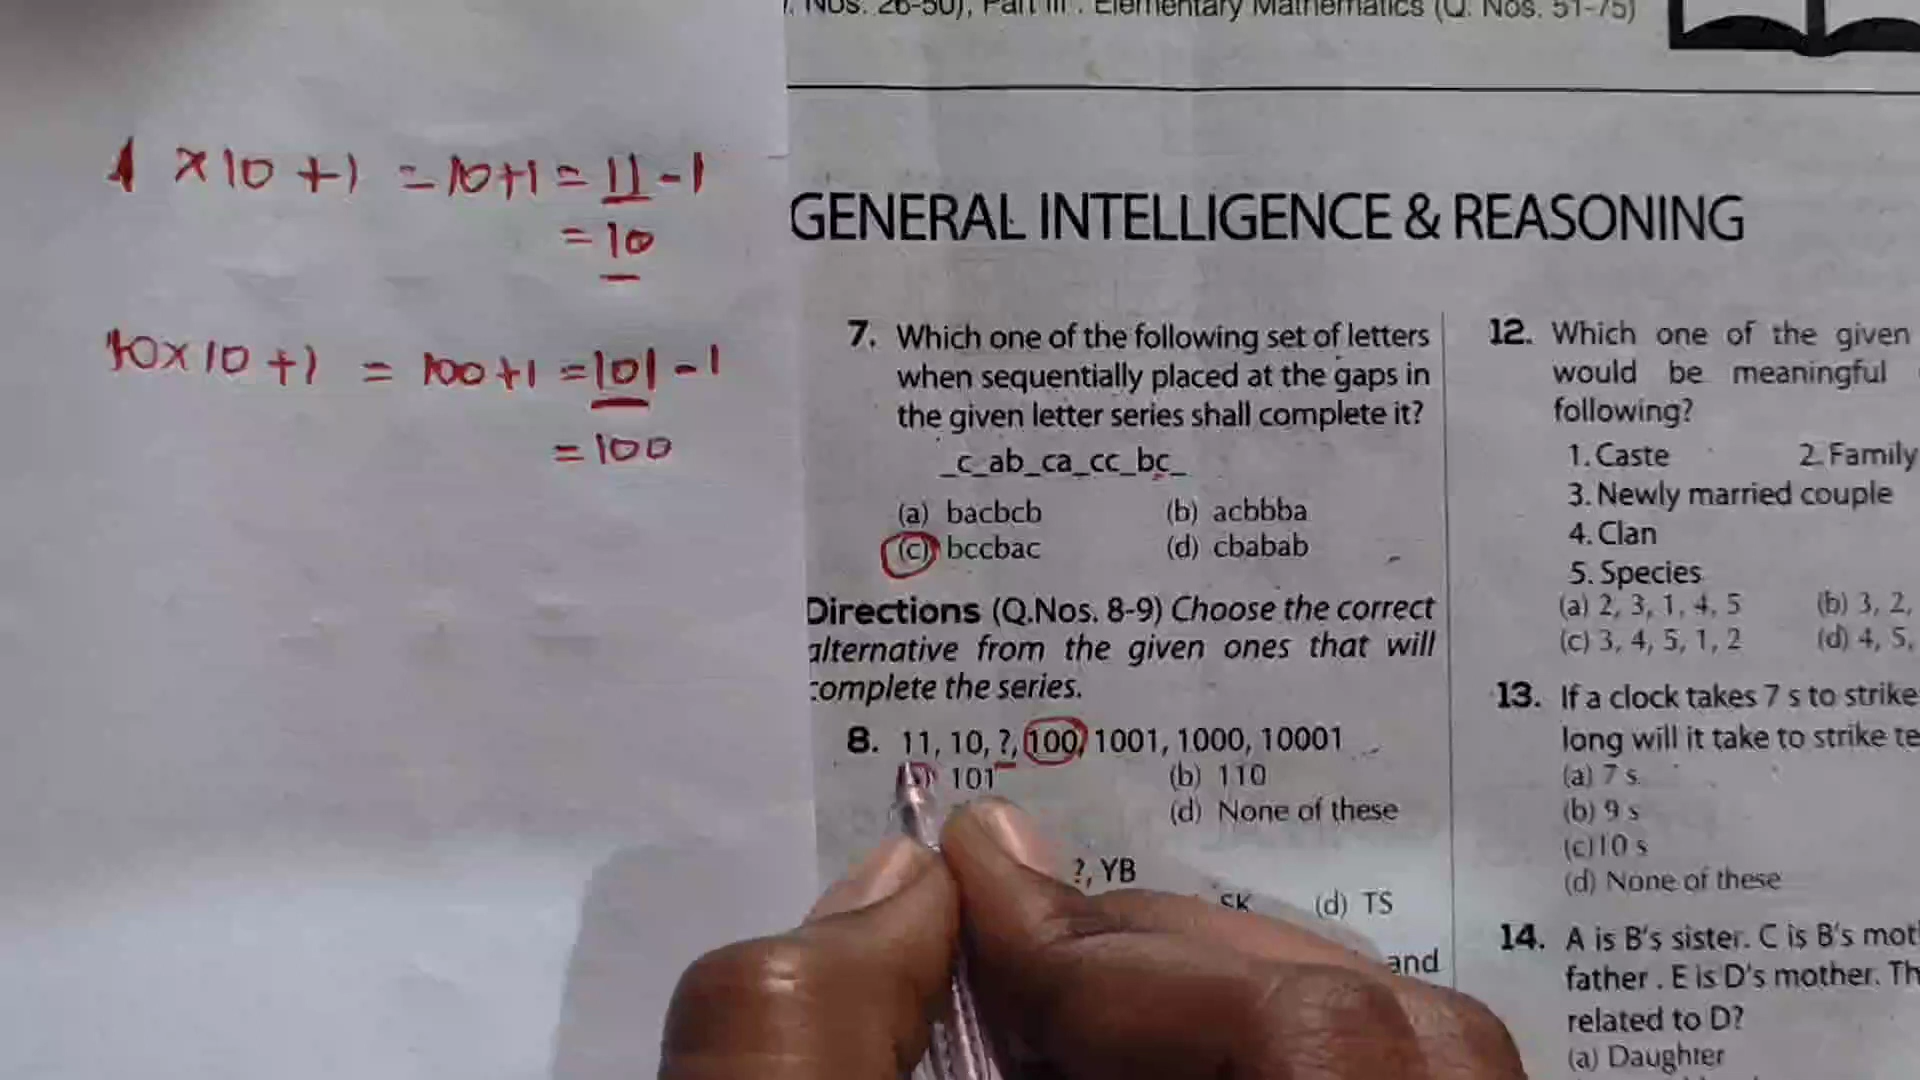 . Nos. 26-50), Part III : Elementary Mathematics (Q. Nos. 51-75)
1 × 10 + 1 = 10+1 = 11 - 1
= 10
10 × 10 + 1 = 100 + 1 = 101 - 1
= 100
GENERAL INTELLIGENCE & REASONING
7. Which one of the following set of letters
when sequentially placed at the gaps in
the given letter series shall complete it?
_c_ab_ca_cc_bc_
(a) bacbcb (b) acbbba
(c) bccbac (d) cbabab
Directions (Q.Nos. 8-9) Choose the correct
alternative from the given ones that will
complete the series.
8. 11, 10, ?, 100, 1001, 1000, 10001
101 (b) 110
(d) None of these
?, YB
SK (d) TS
and
12. Which one of the given
would be meaningful
following?
1. Caste 2. Family
3. Newly married couple
4. Clan
5. Species
(a) 2, 3, 1, 4, 5 (b) 3, 2,
(c) 3, 4, 5, 1, 2 (d) 4, 5,
13. If a clock takes 7 s to strike
long will it take to strike te
(a) 7 s
(b) 9 s
(c) 10 s
(d) None of these
14. A is B's sister. C is B's mot
father . E is D's mother. Th
related to D?
(a) Daughter